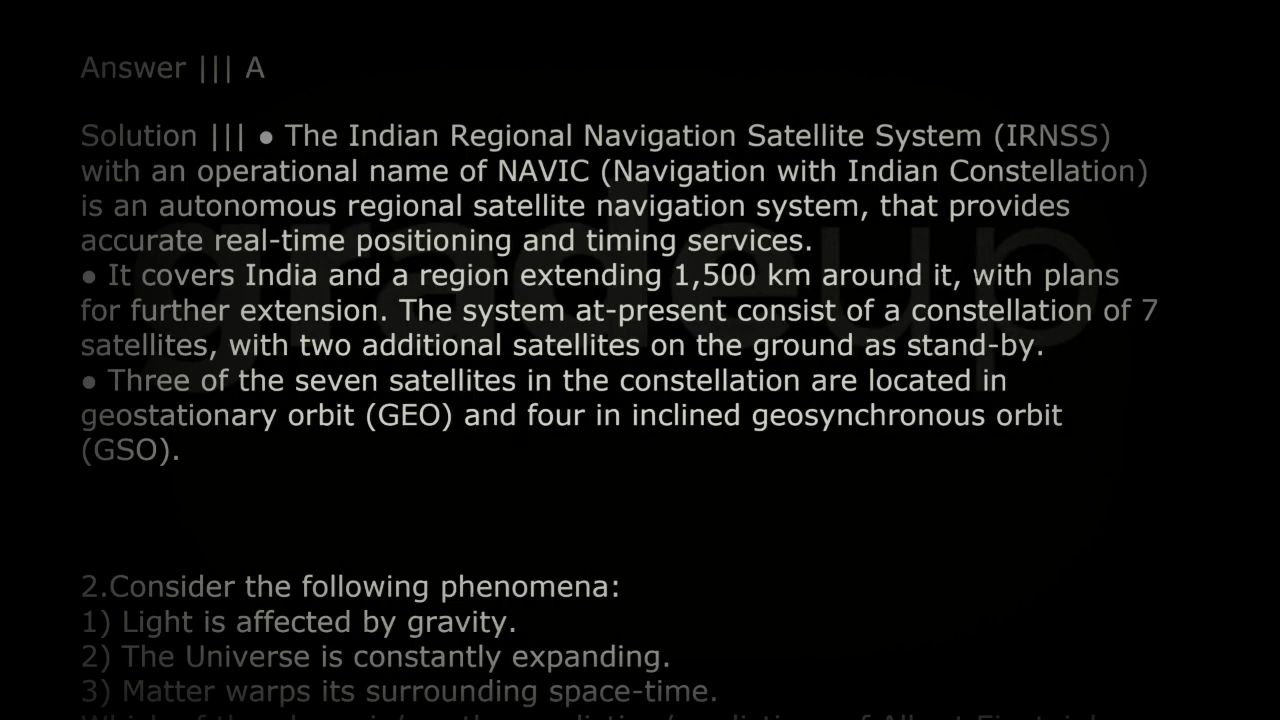 Answer ||| A
Solution ||| ● The Indian Regional Navigation Satellite System (IRNSS)
with an operational name of NAVIC (Navigation with Indian Constellation)
is an autonomous regional satellite navigation system, that provides
accurate real-time positioning and timing services.
● It covers India and a region extending 1,500 km around it, with plans
for further extension. The system at-present consist of a constellation of 7
satellites, with two additional satellites on the ground as stand-by.
● Three of the seven satellites in the constellation are located in
geostationary orbit (GEO) and four in inclined geosynchronous orbit
(GSO).
gradeup
2.Consider the following phenomena:
1) Light is affected by gravity.
2) The Universe is constantly expanding.
3) Matter warps its surrounding space-time.